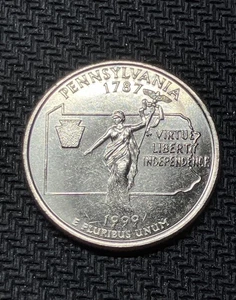 PENNSYLVANIA
1787
VIRTUE
LIBERTY
INDEPENDENCE
1999
E PLURIBUS UNUM